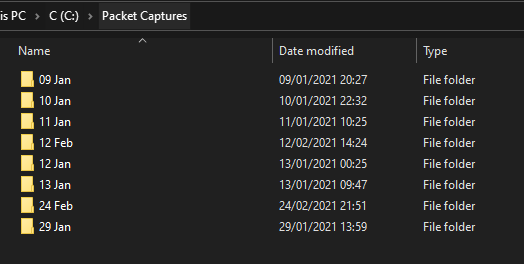 is PC > C (C:) > Packet Captures
Name Date modified Type
09 Jan 09/01/2021 20:27 File folder
10 Jan 10/01/2021 22:32 File folder
11 Jan 11/01/2021 10:25 File folder
12 Feb 12/02/2021 14:24 File folder
12 Jan 13/01/2021 00:25 File folder
13 Jan 13/01/2021 09:47 File folder
24 Feb 24/02/2021 21:51 File folder
29 Jan 29/01/2021 13:59 File folder